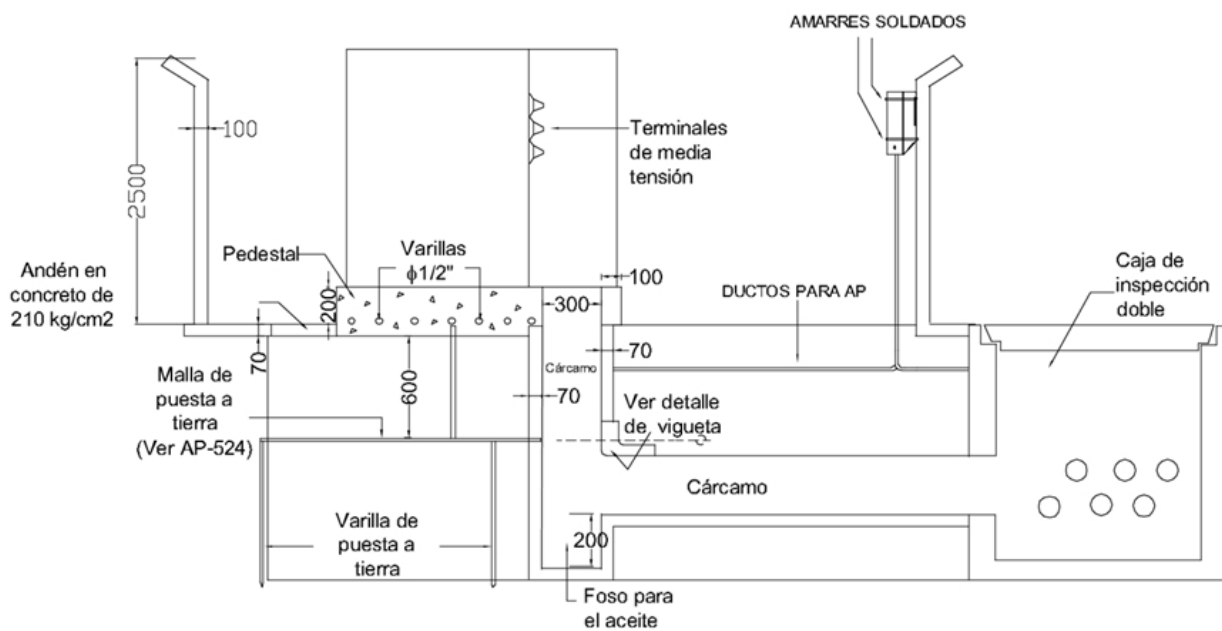 AMARRES SOLDADOS
100
2500
Terminales
de media
tensión
Pedestal
Varillas
ϕ1/2"
100
Caja de
inspección
doble
Andén en
concreto de
210 kg/cm2
200
300
DUCTOS PARA AP
70
70
Cárcamo
600
70
Malla de
puesta a
tierra
(Ver AP-524)
Ver detalle
de vigueta
Cárcamo
Varilla de
puesta a
tierra
200
Foso para
el aceite